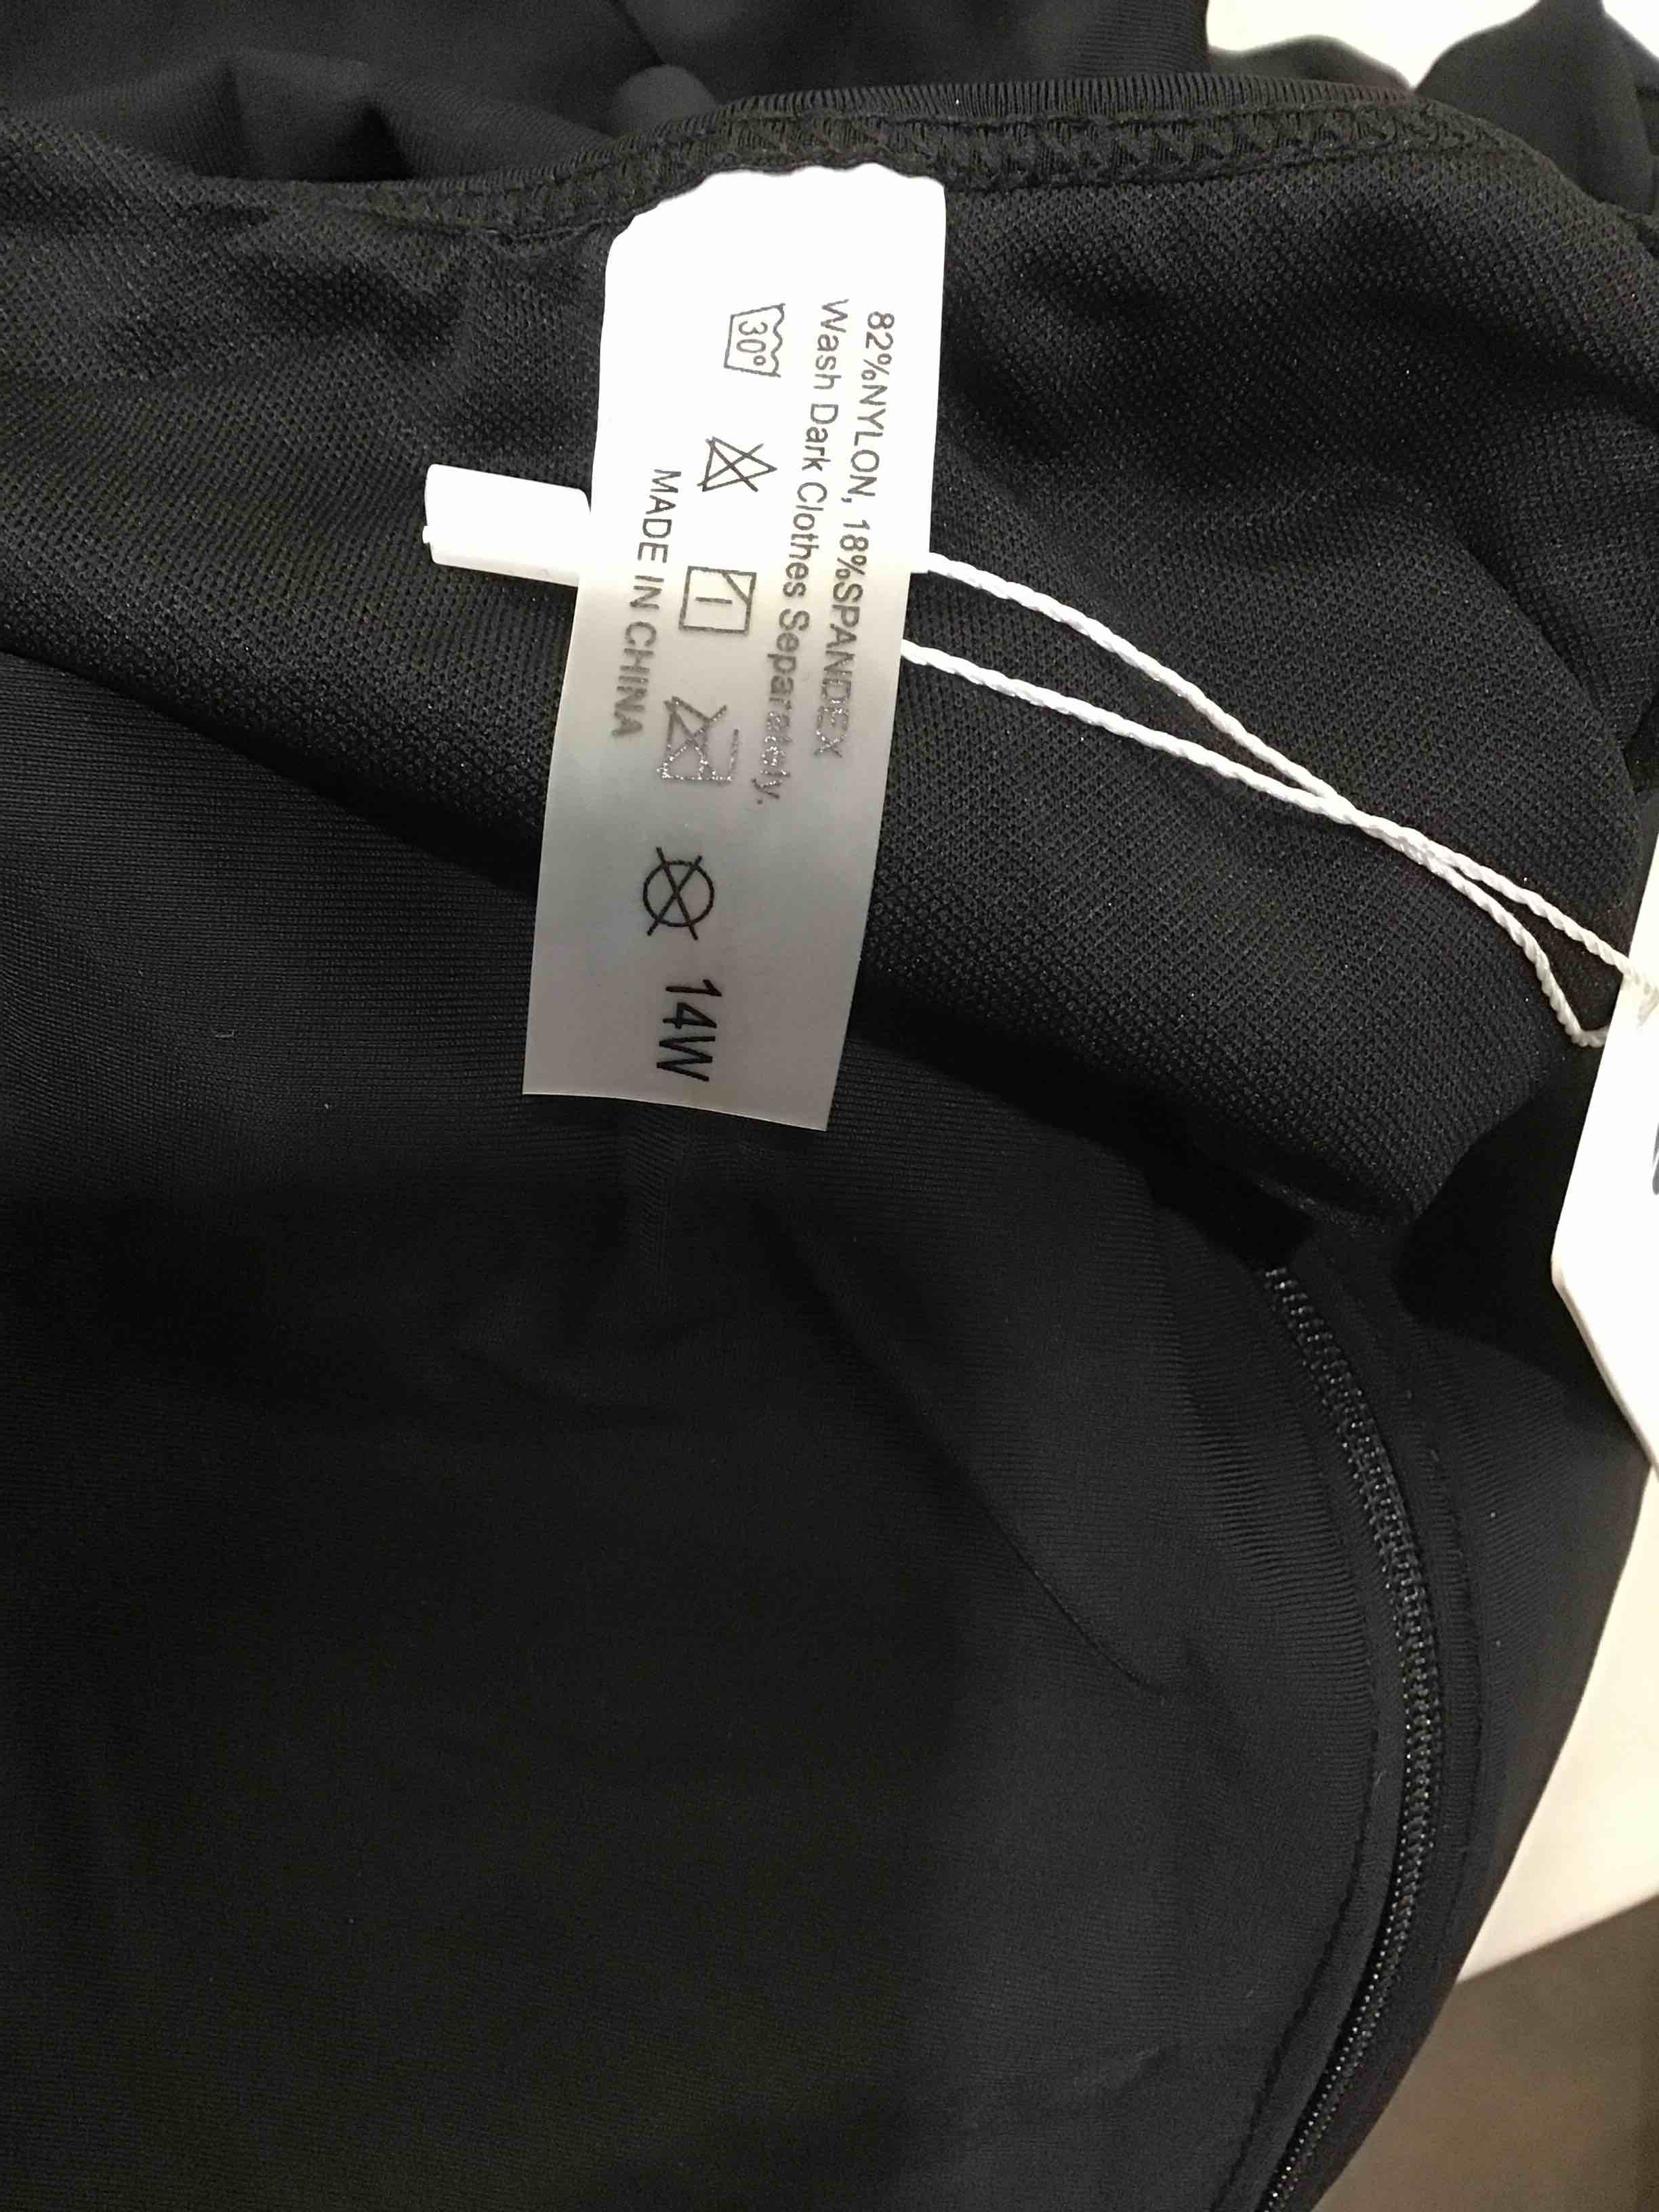 82%NYLON, 18%SPANDEX
Wash Dark Clothes Separately.
30° 14W
MADE IN CHINA